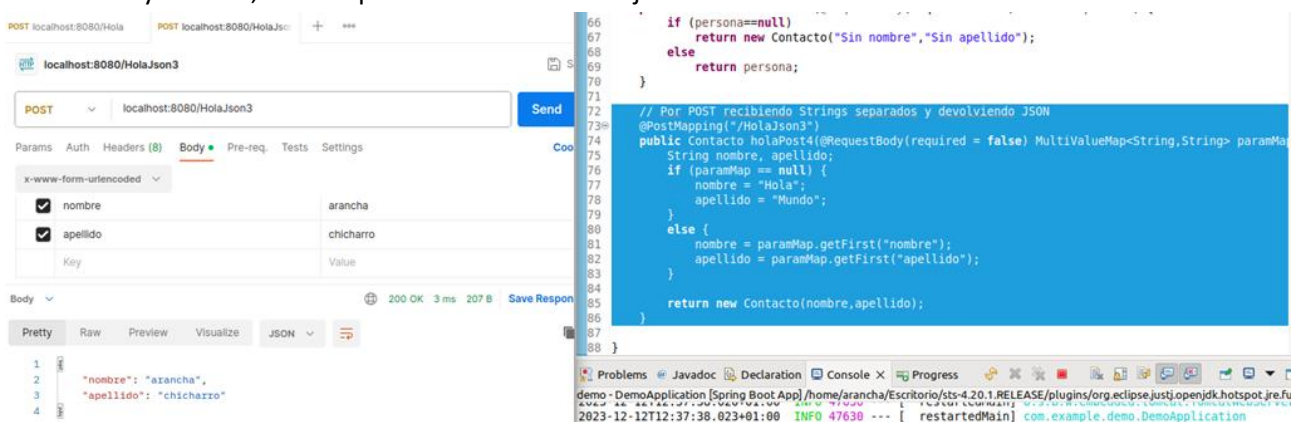 POST localhost:8080/Hola
POST localhost:8080/HolaJso
localhost:8080/HolaJson3
POST localhost:8080/HolaJson3 Send
Params Auth Headers (8) Body Pre-req. Tests Settings Coo
x-www-form-urlencoded
nombre arancha
apellido chicharro
Key Value
Body 200 OK 3 ms 207 B Save Respon
Pretty Raw Preview Visualize JSON
1
2 "nombre": "arancha",
3 "apellido": "chicharro"
4
66 if (persona==null)
67 return new Contacto("Sin nombre","Sin apellido");
68 else
69 return persona;
70 }
71
72 // Por POST recibiendo Strings separados y devolviendo JSON
73 @PostMapping("/HolaJson3")
74 public Contacto holaPost4(@RequestBody(required = false) MultiValueMap<String,String> paramMap
75 String nombre, apellido;
76 if (paramMap == null) {
77 nombre = "Hola";
78 apellido = "Mundo";
79 }
80 else {
81 nombre = paramMap.getFirst("nombre");
82 apellido = paramMap.getFirst("apellido");
83 }
84
85 return new Contacto(nombre,apellido);
86 }
87
88 }
Problems Javadoc Declaration Console Progress
demo - DemoApplication [Spring Boot App] /home/arancha/Escritorio/sts-4.20.1.RELEASE/plugins/org.eclipse.justj.openjdk.hotspot.jre.fu
2023-12-12T12:37:38.023+01:00 INFO 47630 --- [ restartedMain] com.example.demo.DemoApplication